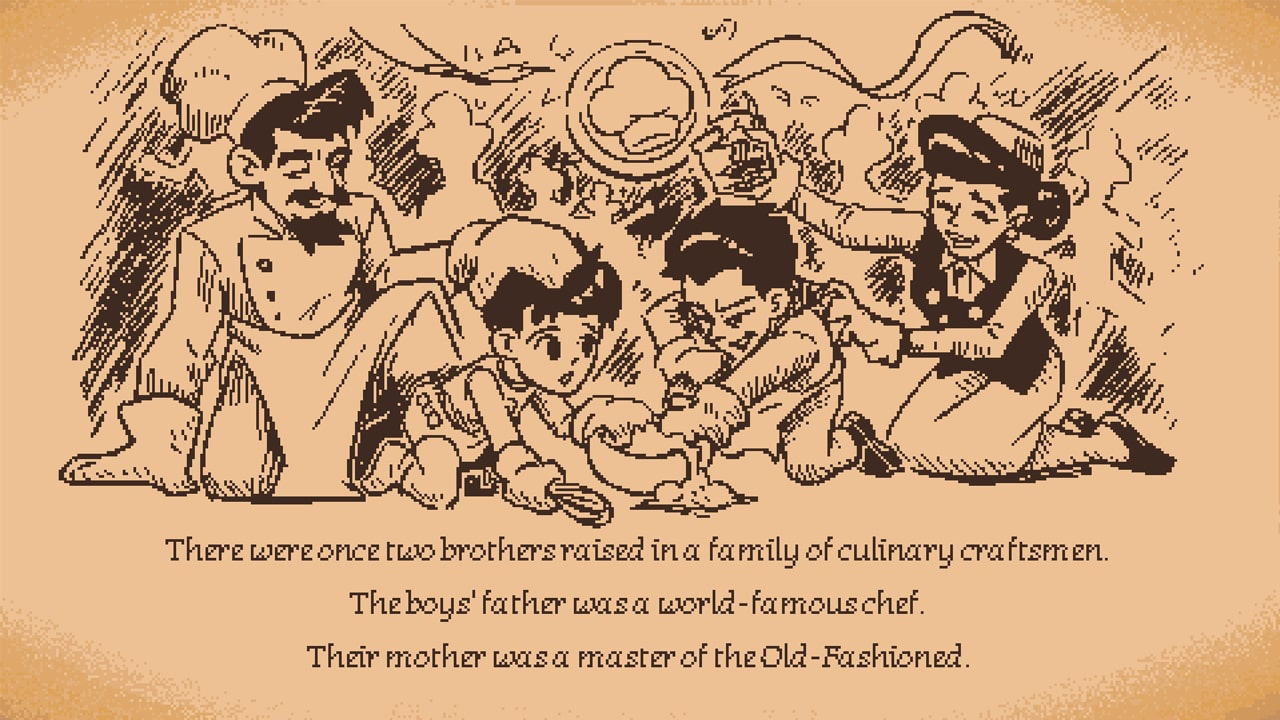 There were once two brothers raised in a family of culinary craftsmen.
The boys' father was a world-famous chef.
Their mother was a master of the Old-Fashioned.